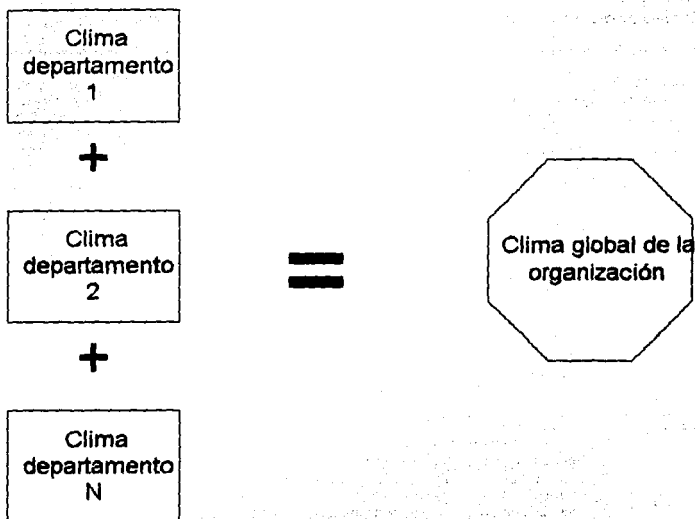 Clima
departamento
1
+
Clima
departamento
2
+
Clima
departamento
N
=
Clima global de la
organización